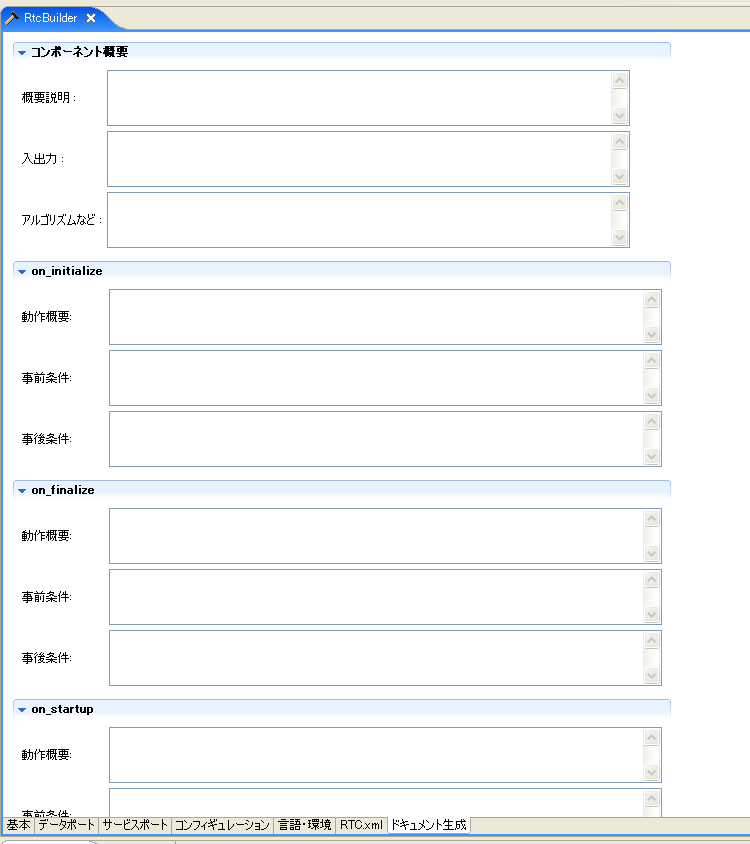 RtcBuilder
コンポーネント概要
概要説明 :
入出力 :
アルゴリズムなど :
on_initialize
動作概要:
事前条件:
事後条件:
on_finalize
動作概要:
事前条件:
事後条件:
on_startup
動作概要:
事前条件:
基本 データポート サービスポート コンフィギュレーション 言語・環境 RTC.xml ドキュメント生成